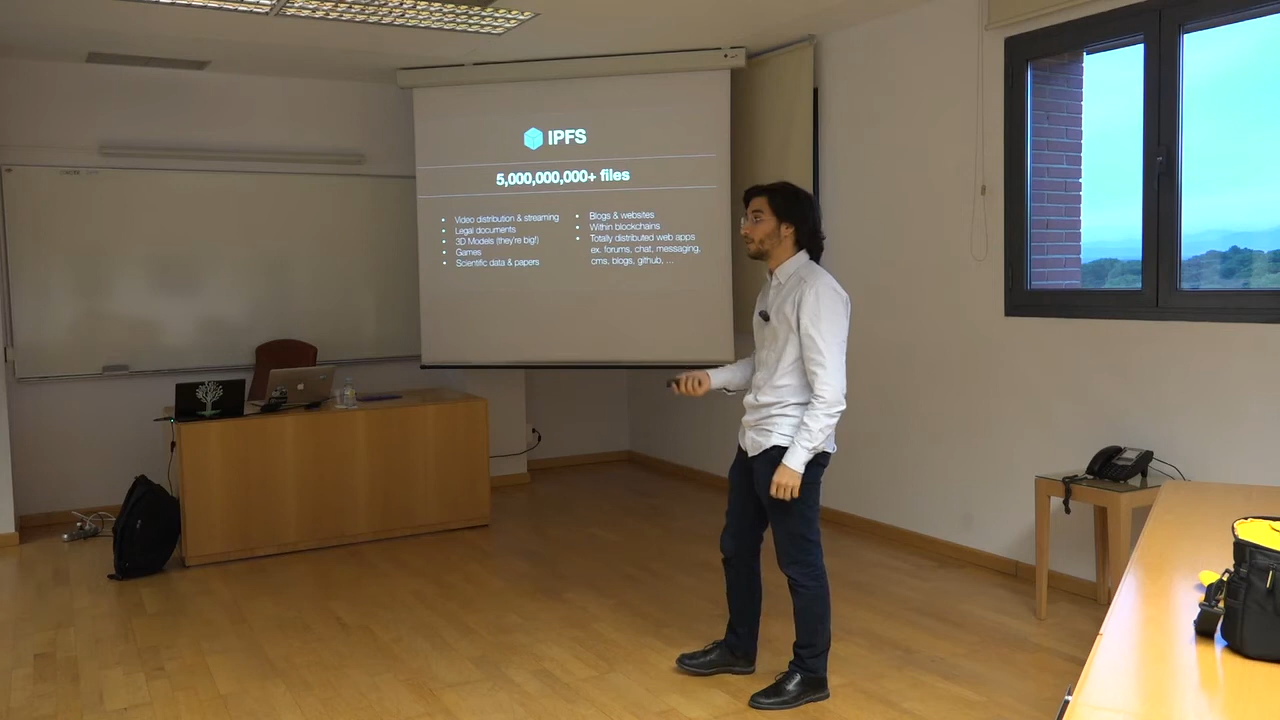 IPFS
5,000,000,000+ files
• Video distribution & streaming
• Legal documents
• 3D Models (they're big!)
• Games
• Scientific data & papers
• Blogs & websites
• Within blockchains
• Totally distributed web apps
ex. forums, chat, messaging,
cms, blogs, github, ...